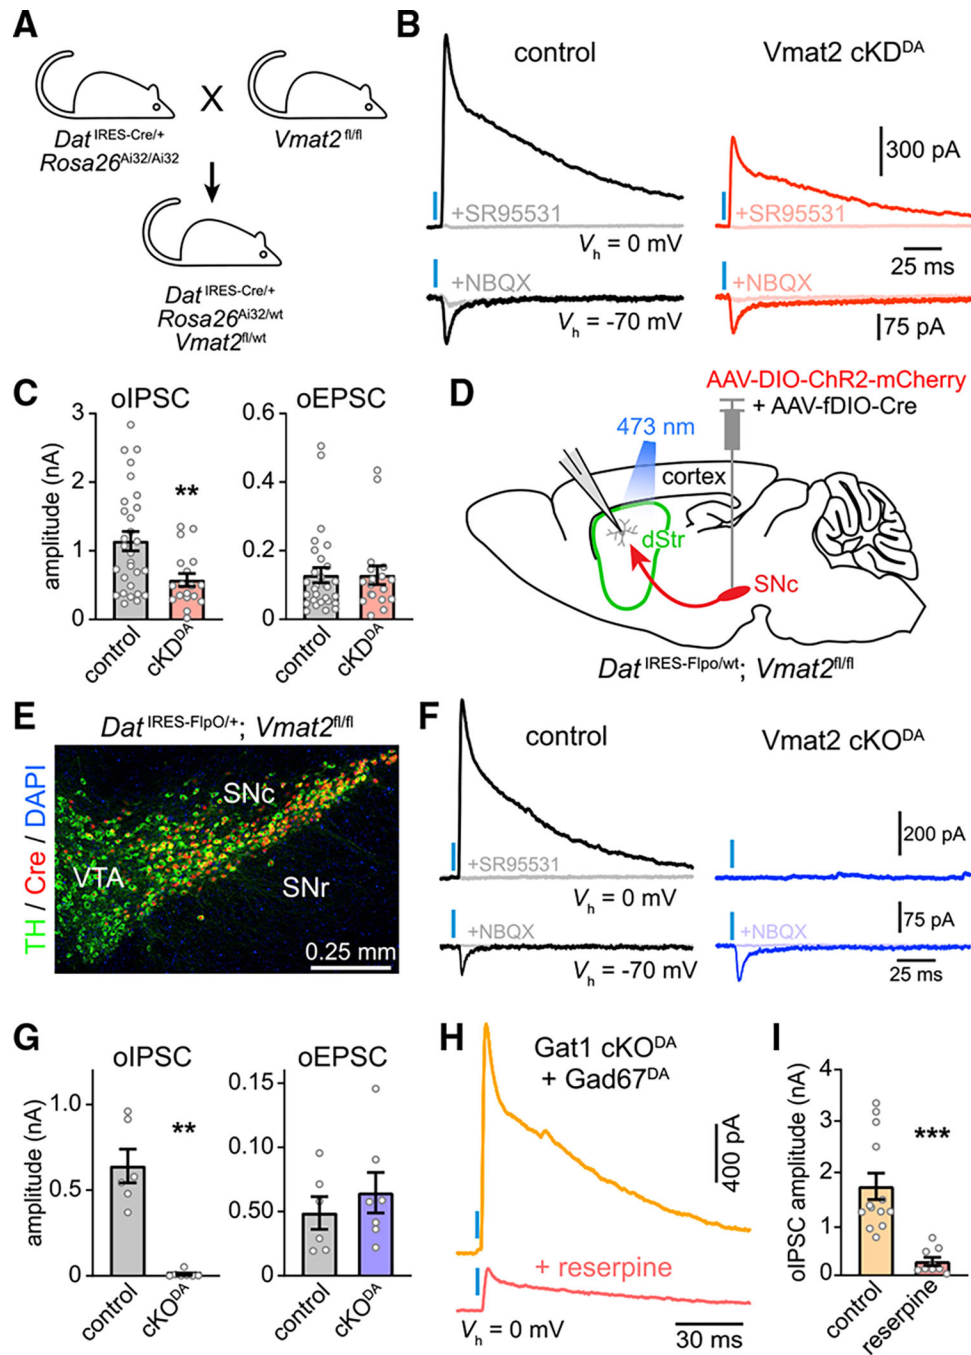 A
Dat IRES-Cre/+
Rosa26 Ai32/Ai32
X
Vmat2 fl/fl
Dat IRES-Cre/+
Rosa26 Ai32/wt
Vmat2 fl/wt
B
control
Vmat2 cKD DA
300 pA
+SR95531
+SR95531
Vh = 0 mV
25 ms
+NBQX
+NBQX
Vh = -70 mV
75 pA
C
oIPSC
oEPSC
amplitude (nA)
3
2
1
0
**
control
cKD DA
0.6
0.4
0.2
0
control
cKD DA
D
AAV-DIO-ChR2-mCherry
+ AAV-fDIO-Cre
473 nm
cortex
dStr
SNc
Dat IRES-Flpo/wt; Vmat2 fl/fl
E
Dat IRES-FlpO/+; Vmat2 fl/fl
TH / Cre / DAPI
SNc
VTA
SNr
0.25 mm
F
control
Vmat2 cKO DA
200 pA
+SR95531
Vh = 0 mV
75 pA
+NBQX
+NBQX
Vh = -70 mV
25 ms
G
oIPSC
oEPSC
amplitude (nA)
1.0
0.5
0
**
control
cKO DA
0.15
0.10
0.50
0
control
cKO DA
H
Gat1 cKO DA
+ Gad67 DA
400 pA
+ reserpine
Vh = 0 mV
30 ms
I
oIPSC amplitude (nA)
4
3
2
1
0
***
control
reserpine